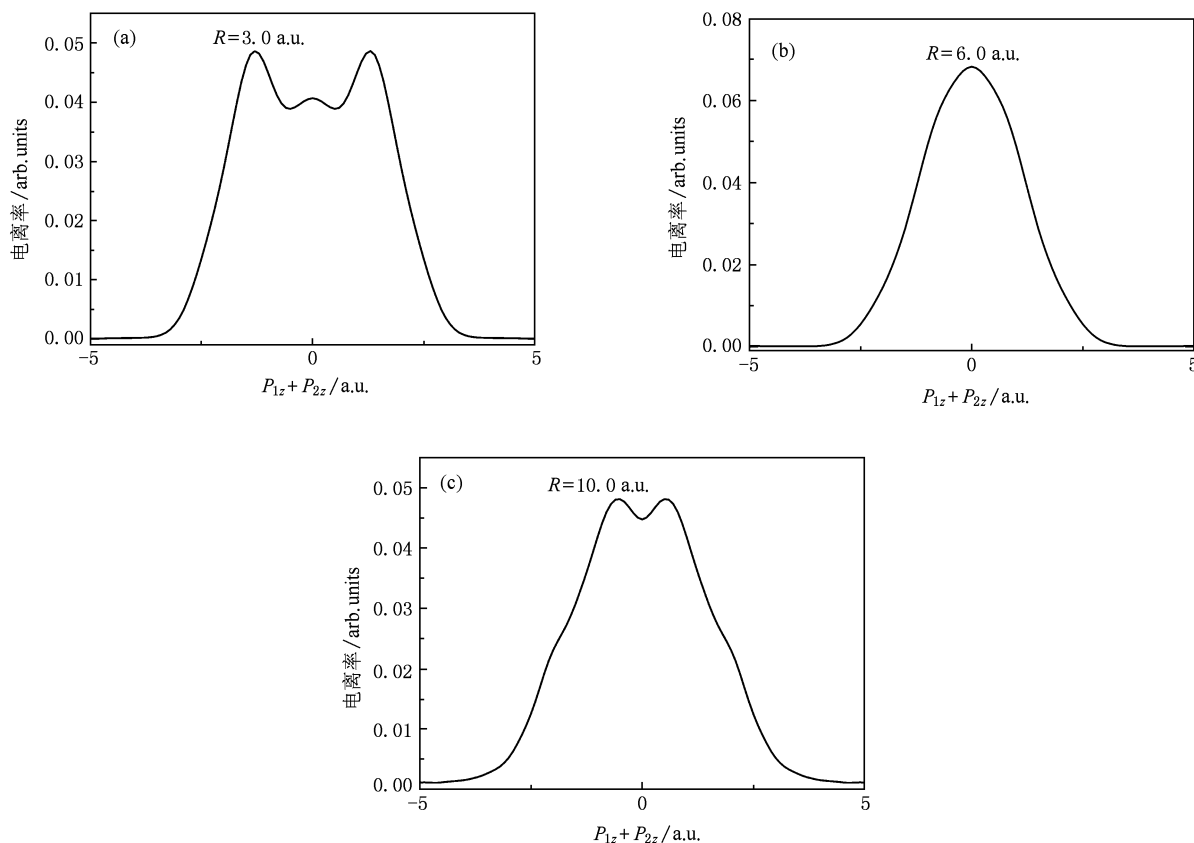 (a)
R=3.0 a.u.
0.05
0.04
0.03
0.02
0.01
0.00
电离率/arb.units
−5
0
5
P1z+P2z/a.u.
(b)
R=6.0 a.u.
0.08
0.06
0.04
0.02
0.00
电离率/arb.units
−5
0
5
P1z+P2z/a.u.
(c)
R=10.0 a.u.
0.05
0.04
0.03
0.02
0.01
0.00
电离率/arb.units
−5
0
5
P1z+P2z/a.u.